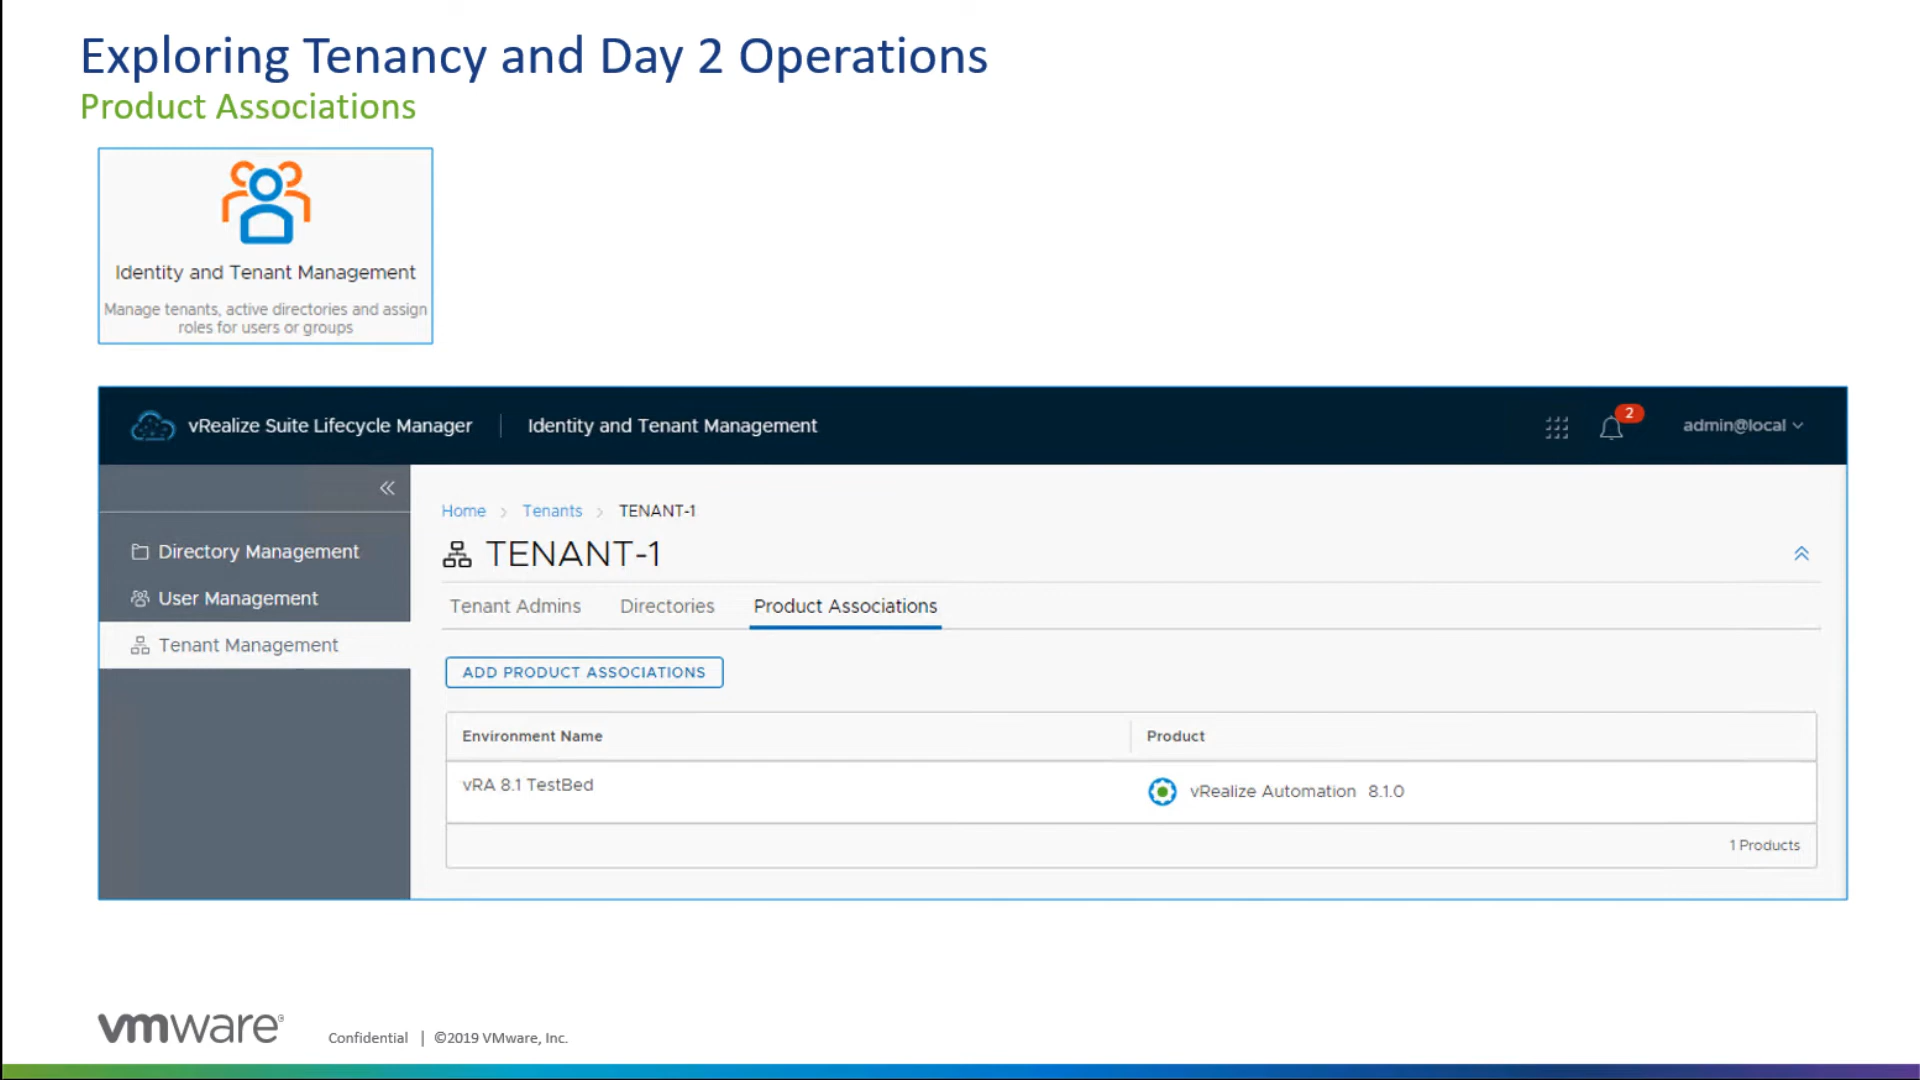 Exploring Tenancy and Day 2 Operations
Product Associations
Identity and Tenant Management
Manage tenants, active directories and assign
roles for users or groups
vRealize Suite Lifecycle Manager | Identity and Tenant Management
2
admin@local
Directory Management
User Management
Tenant Management
Home > Tenants > TENANT-1
TENANT-1
Tenant Admins Directories Product Associations
ADD PRODUCT ASSOCIATIONS
Environment Name Product
vRA 8.1 TestBed vRealize Automation 8.1.0
1 Products
vmware®
Confidential | ©2019 VMware, Inc.